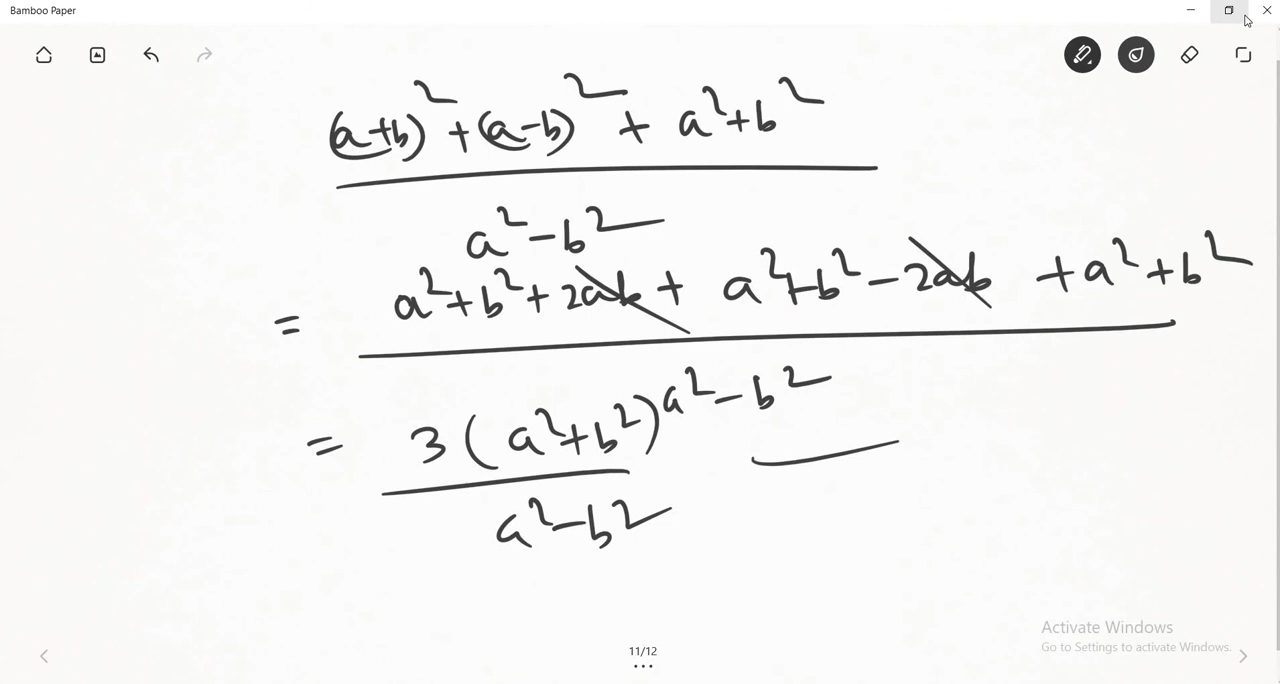 Bamboo Paper
(a+b)² + (a-b)² + a²+b²
a²-b²
a²+b²+2ab + a²+b²-2ab +a²+b²
=
a²-b²
= 3(a²+b²)
a²-b²
Activate Windows
Go to Settings to activate Windows.
11/12